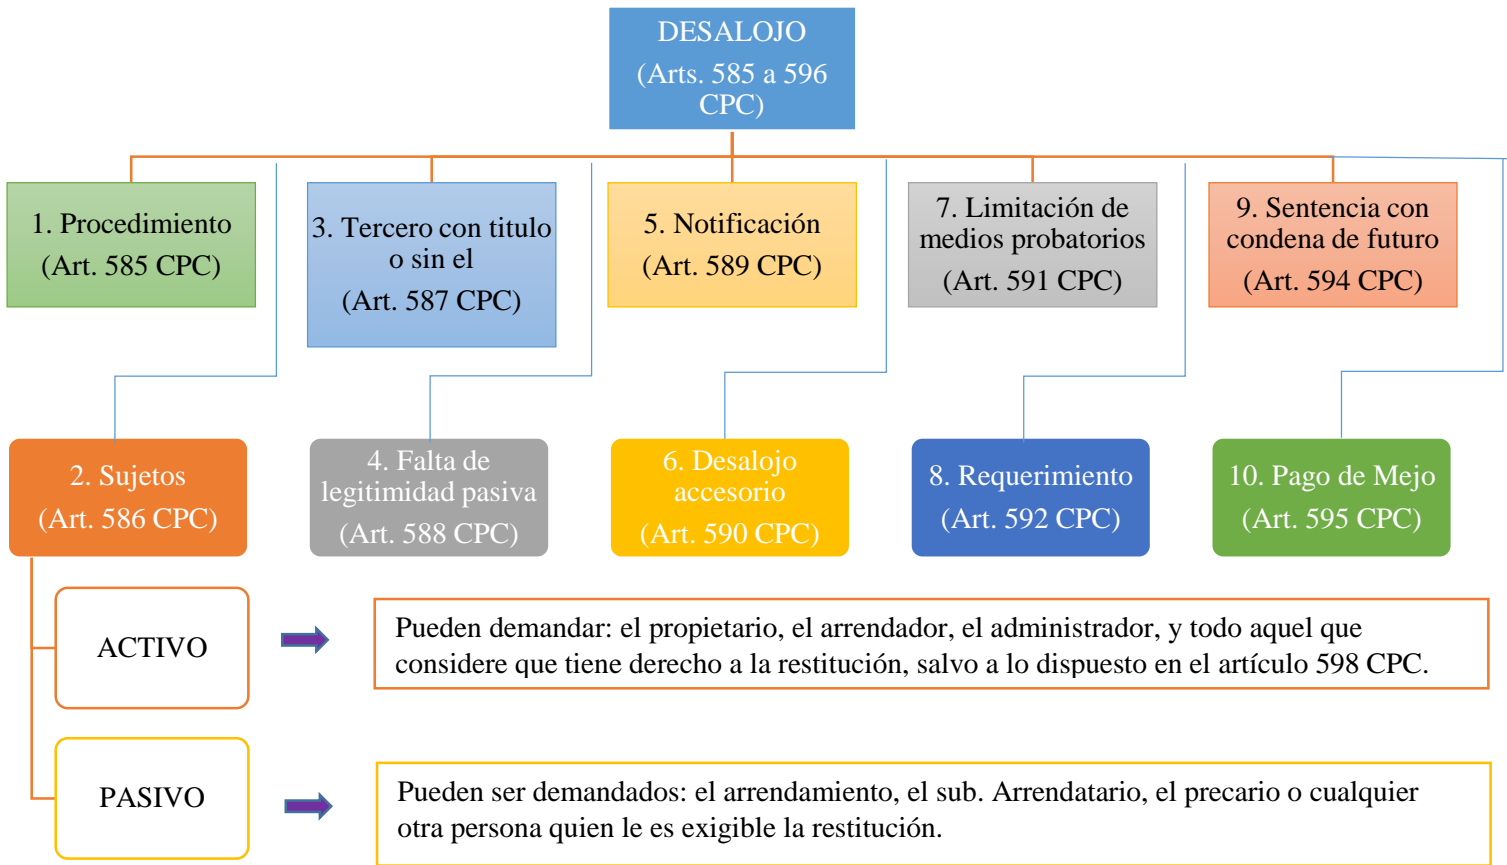 DESALOJO
(Arts. 585 a 596
CPC)
1. Procedimiento
(Art. 585 CPC)
3. Tercero con titulo
o sin el
(Art. 587 CPC)
5. Notificación
(Art. 589 CPC)
7. Limitación de
medios probatorios
(Art. 591 CPC)
9. Sentencia con
condena de futuro
(Art. 594 CPC)
2. Sujetos
(Art. 586 CPC)
4. Falta de
legitimidad pasiva
(Art. 588 CPC)
6. Desalojo
accesorio
(Art. 590 CPC)
8. Requerimiento
(Art. 592 CPC)
10. Pago de Mejo
(Art. 595 CPC)
ACTIVO
Pueden demandar: el propietario, el arrendador, el administrador, y todo aquel que
considere que tiene derecho a la restitución, salvo a lo dispuesto en el artículo 598 CPC.
PASIVO
Pueden ser demandados: el arrendamiento, el sub. Arrendatario, el precario o cualquier
otra persona quien le es exigible la restitución.